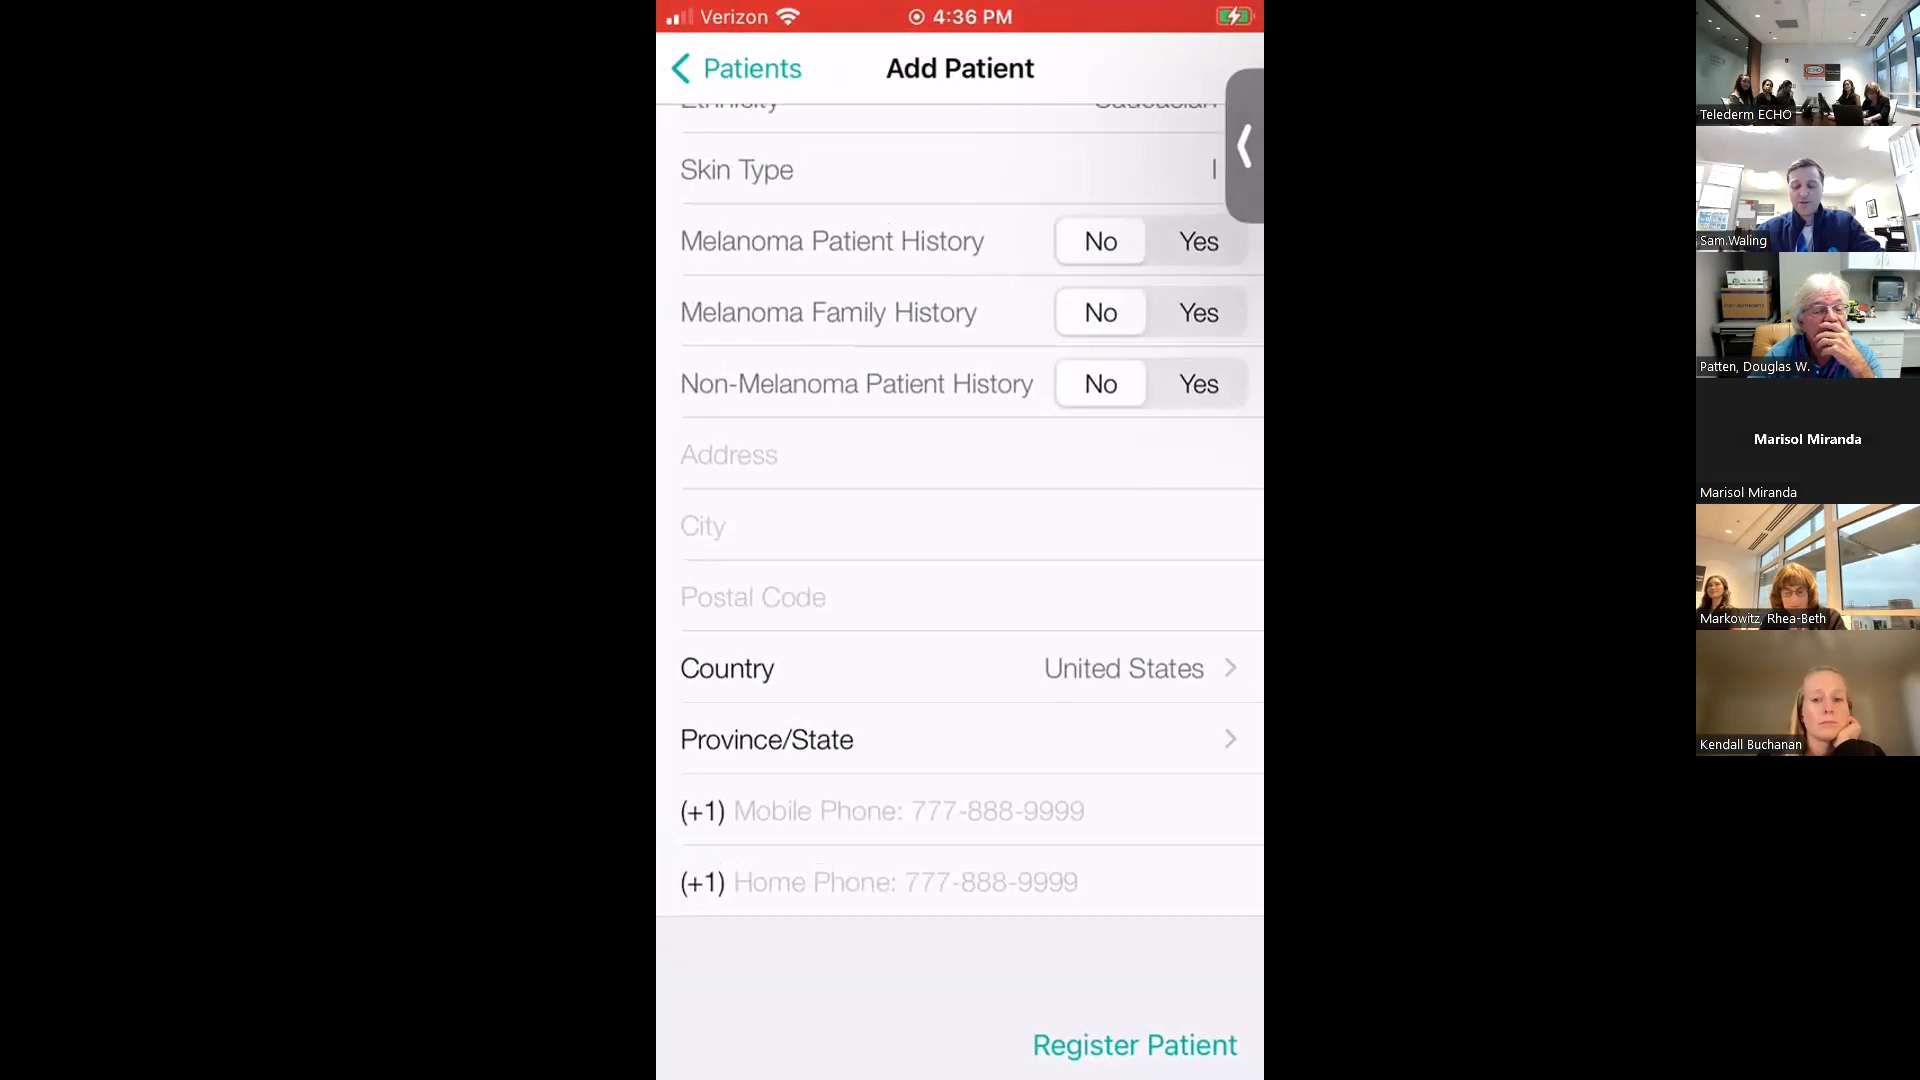 Verizon 4:36 PM
Patients Add Patient
Ethnicity Caucasian
Skin Type I
Melanoma Patient History No Yes
Melanoma Family History No Yes
Non-Melanoma Patient History No Yes
Address
City
Postal Code
Country United States
Province/State
(+1) Mobile Phone: 777-888-9999
(+1) Home Phone: 777-888-9999
Register Patient
ECHO
Telederm ECHO
Sam.Waling
Patten, Douglas W.
Marisol Miranda
Marisol Miranda
Markowitz, Rhea-Beth
Kendall Buchanan